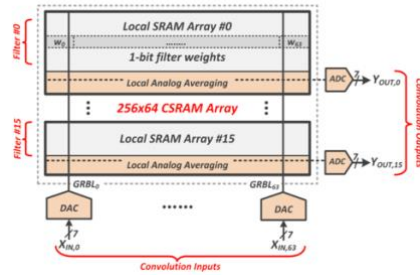 Filter #0
Local SRAM Array #0
w0 ........ w63
1-bit filter weights
Local Analog Averaging
ADC
7
YOUT,0
256x64 CSRAM Array
Filter #15
Local SRAM Array #15
Local Analog Averaging
ADC
7
YOUT,15
Convolution Outputs
GRBL0
GRBL63
DAC
......
DAC
7
7
XIN,0
XIN,63
Convolution Inputs